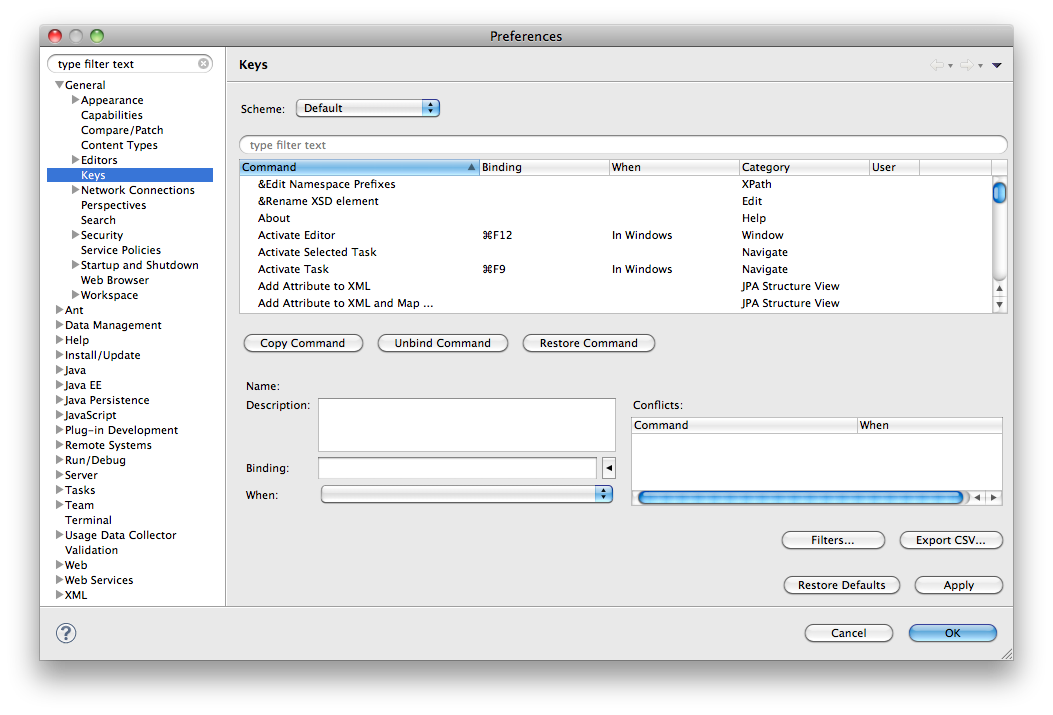 Preferences
type filter text
General
Appearance
Capabilities
Compare/Patch
Content Types
Editors
Keys
Network Connections
Perspectives
Search
Security
Service Policies
Startup and Shutdown
Web Browser
Workspace
Ant
Data Management
Help
Install/Update
Java
Java EE
Java Persistence
JavaScript
Plug-in Development
Remote Systems
Run/Debug
Server
Tasks
Team
Terminal
Usage Data Collector
Validation
Web
Web Services
XML
Keys
Scheme: Default
type filter text
Command Binding When Category User
&Edit Namespace Prefixes XPath
&Rename XSD element Edit
About Help
Activate Editor ⌘F12 In Windows Window
Activate Selected Task Navigate
Activate Task ⌘F9 In Windows Navigate
Add Attribute to XML JPA Structure View
Add Attribute to XML and Map ... JPA Structure View
Copy Command Unbind Command Restore Command
Name:
Description:
Binding:
When:
Conflicts:
Command When
Filters... Export CSV...
Restore Defaults Apply
? Cancel OK